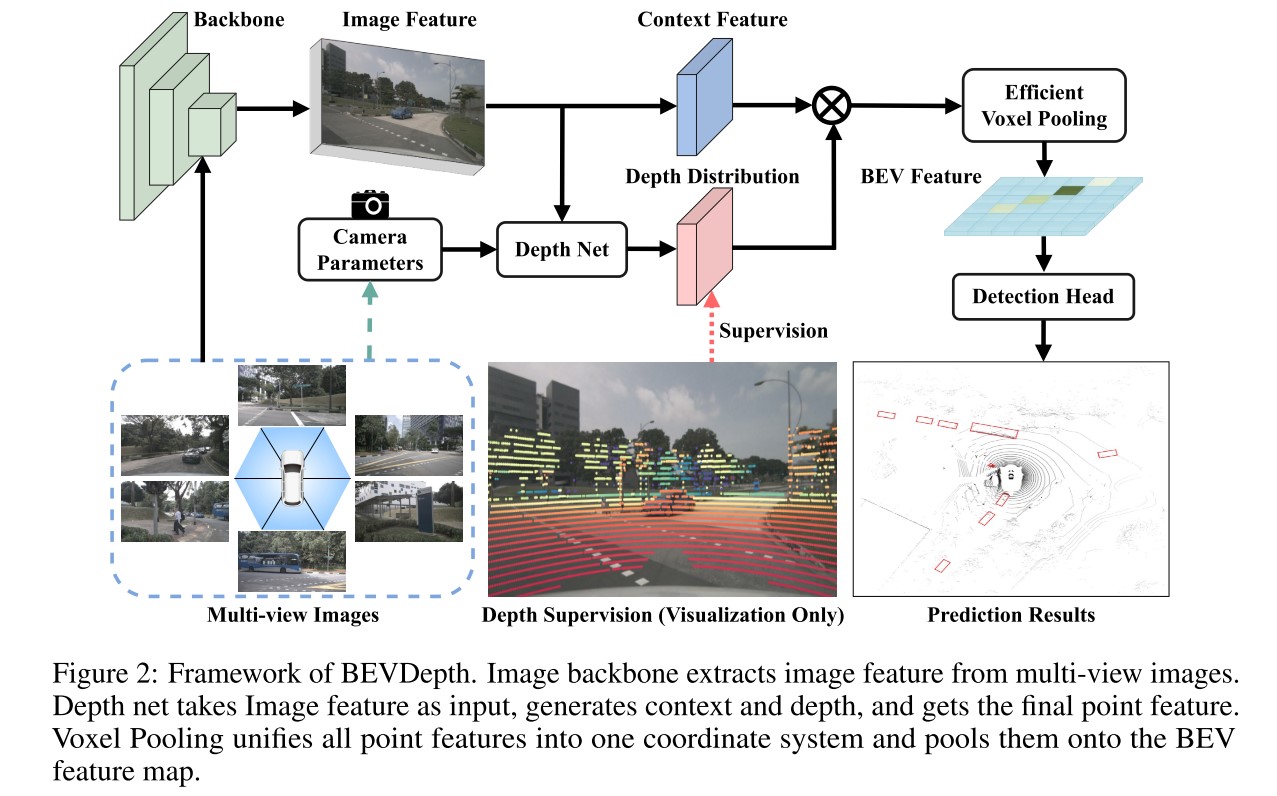 Backbone
Image Feature
Context Feature
Efficient
Voxel Pooling
Depth Distribution
BEV Feature
Camera
Parameters
Depth Net
Detection Head
Supervision
Multi-view Images
Depth Supervision (Visualization Only)
Prediction Results
Figure 2: Framework of BEVDepth. Image backbone extracts image feature from multi-view images.
Depth net takes Image feature as input, generates context and depth, and gets the final point feature.
Voxel Pooling unifies all point features into one coordinate system and pools them onto the BEV
feature map.